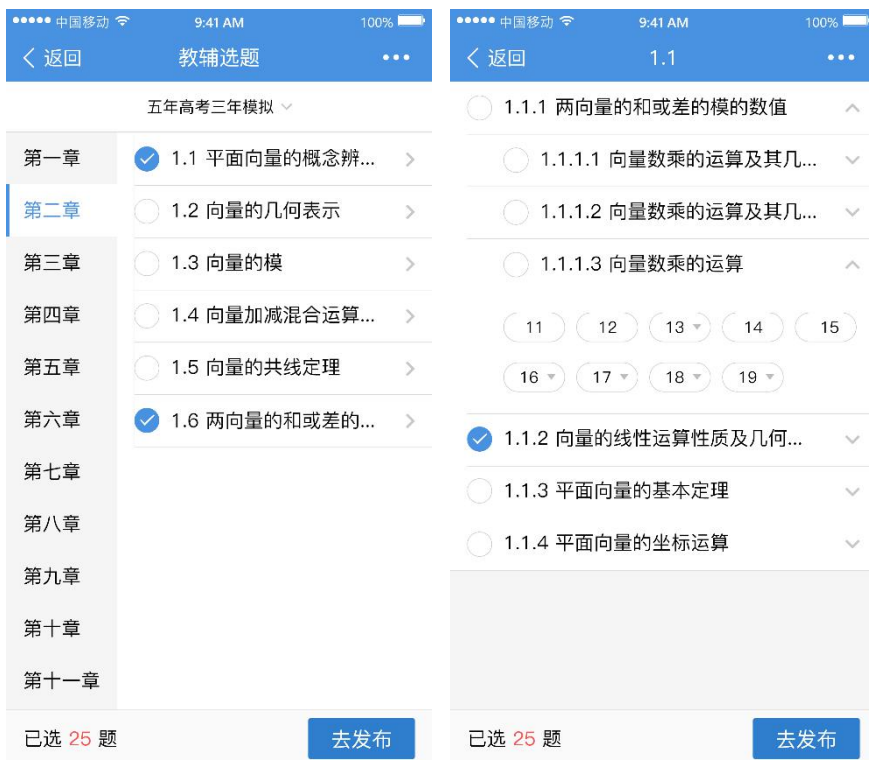 中国移动 9:41 AM 100%
返回 教辅选题
五年高考三年模拟
第一章
第二章
第三章
第四章
第五章
第六章
第七章
第八章
第九章
第十章
第十一章
1.1 平面向量的概念辨...
1.2 向量的几何表示
1.3 向量的模
1.4 向量加减混合运算...
1.5 向量的共线定理
1.6 两向量的和或差的...
已选 25 题 去发布
中国移动 9:41 AM 100%
返回 1.1
1.1.1 两向量的和或差的模的数值
1.1.1.1 向量数乘的运算及其几...
1.1.1.2 向量数乘的运算及其几...
1.1.1.3 向量数乘的运算
11 12 13 14 15
16 17 18 19
1.1.2 向量的线性运算性质及几何...
1.1.3 平面向量的基本定理
1.1.4 平面向量的坐标运算
已选 25 题 去发布